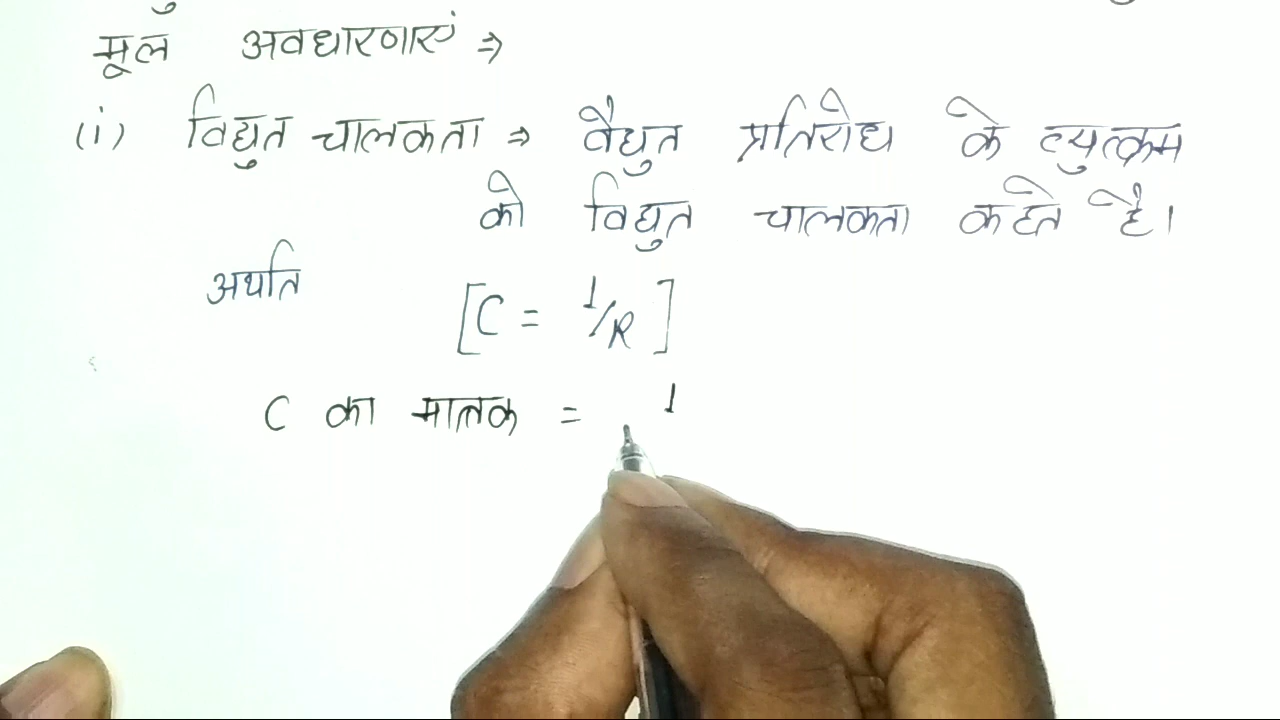 मूल अवधारणाएं ⇒
(i) विद्युत चालकता ⇒ वैद्युत प्रतिरोध के व्युत्क्रम
को विद्युत चालकता कहते है।
अर्थात
[C = 1/R]
C का मात्रक = 1